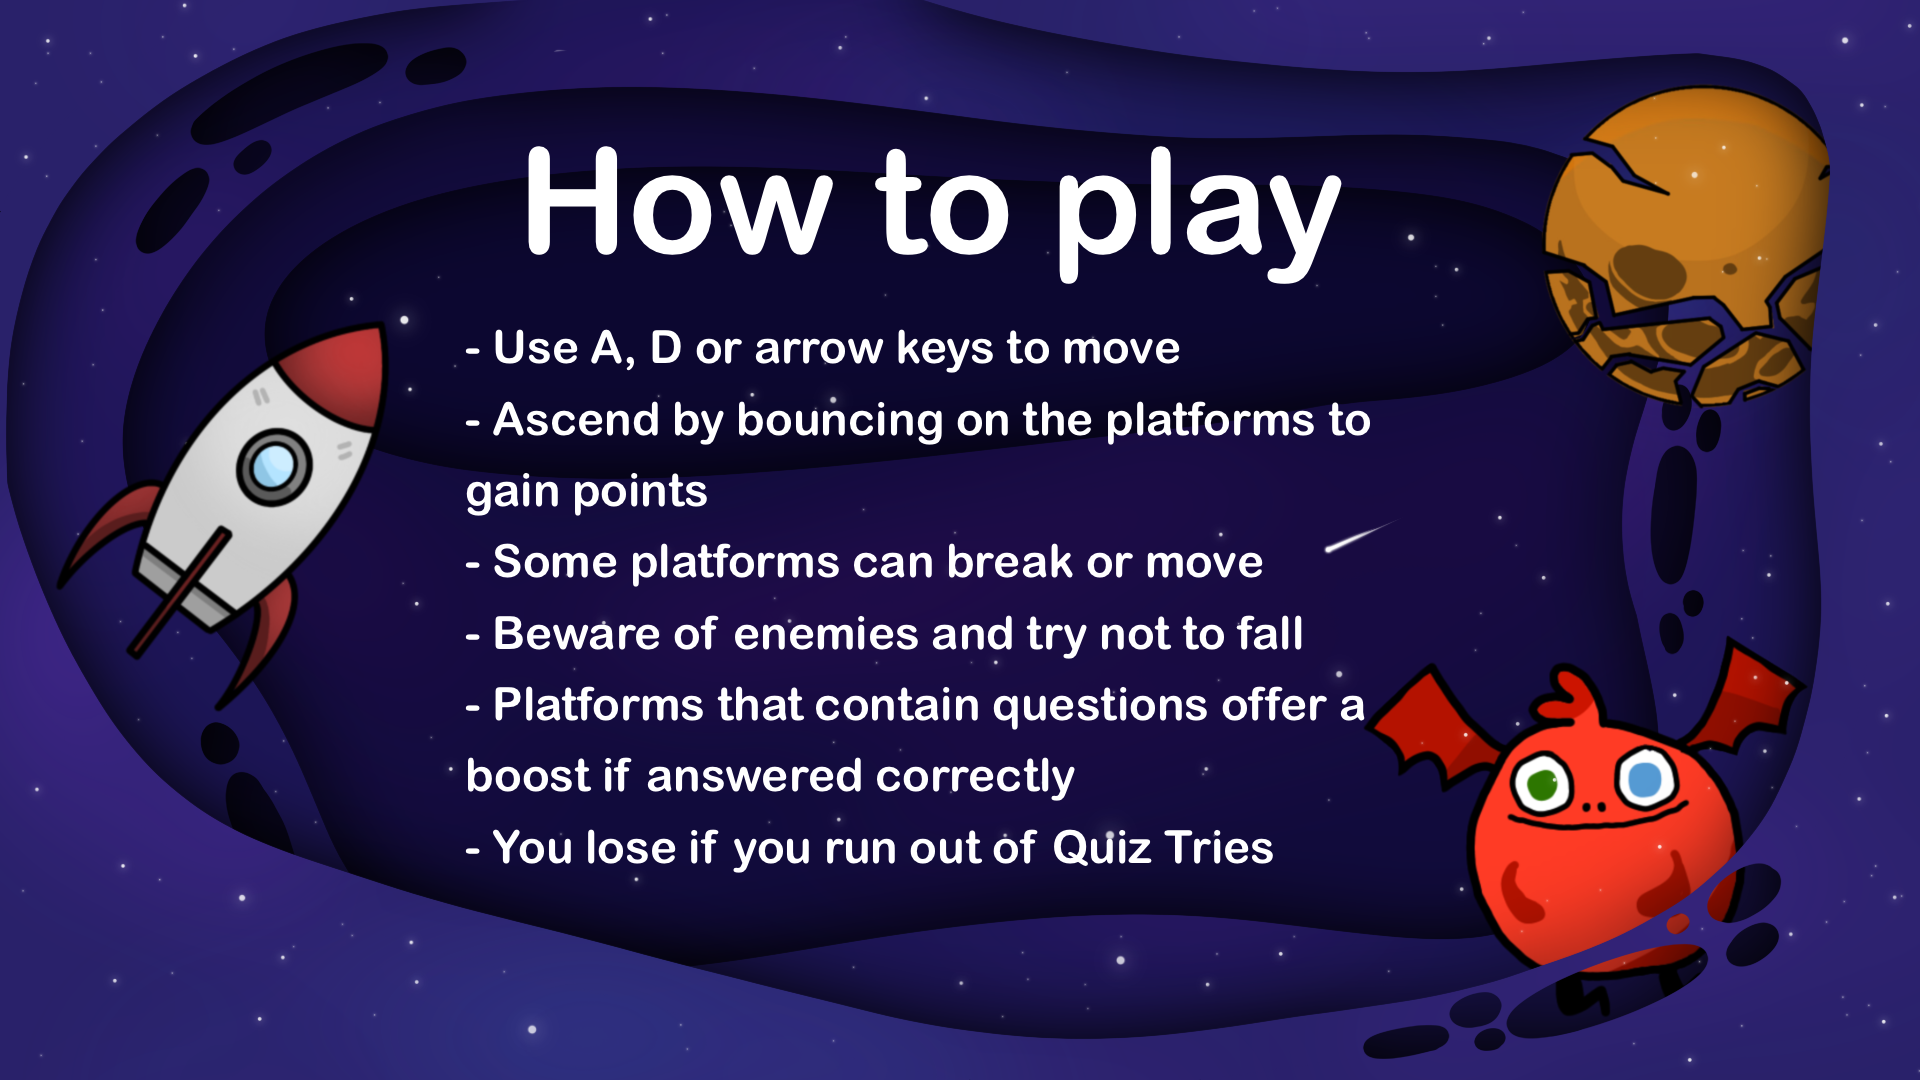 How to play
- Use A, D or arrow keys to move
- Ascend by bouncing on the platforms to
gain points
- Some platforms can break or move
- Beware of enemies and try not to fall
- Platforms that contain questions offer a
boost if answered correctly
- You lose if you run out of Quiz Tries